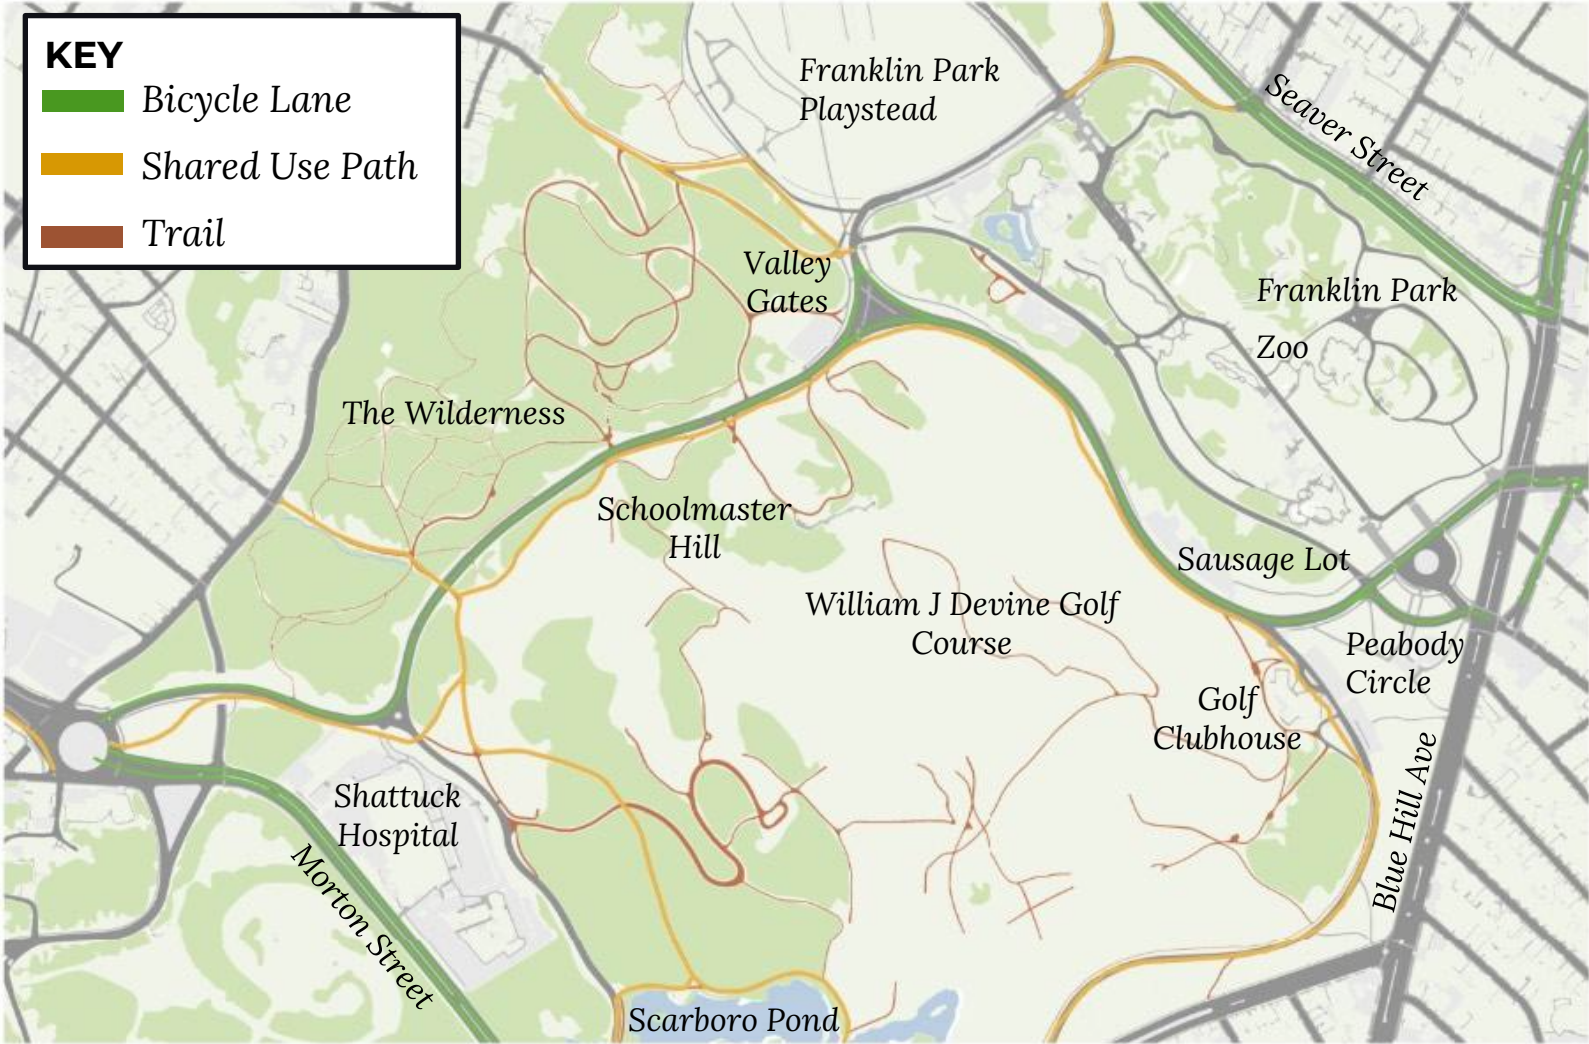 KEY
Bicycle Lane
Shared Use Path
Trail
Franklin Park
Playstead
Seaver Street
Valley
Gates
Franklin Park
Zoo
The Wilderness
Schoolmaster
Hill
Sausage Lot
William J Devine Golf
Course
Peabody
Circle
Golf
Clubhouse
Blue Hill Ave
Shattuck
Hospital
Morton Street
Scarboro Pond